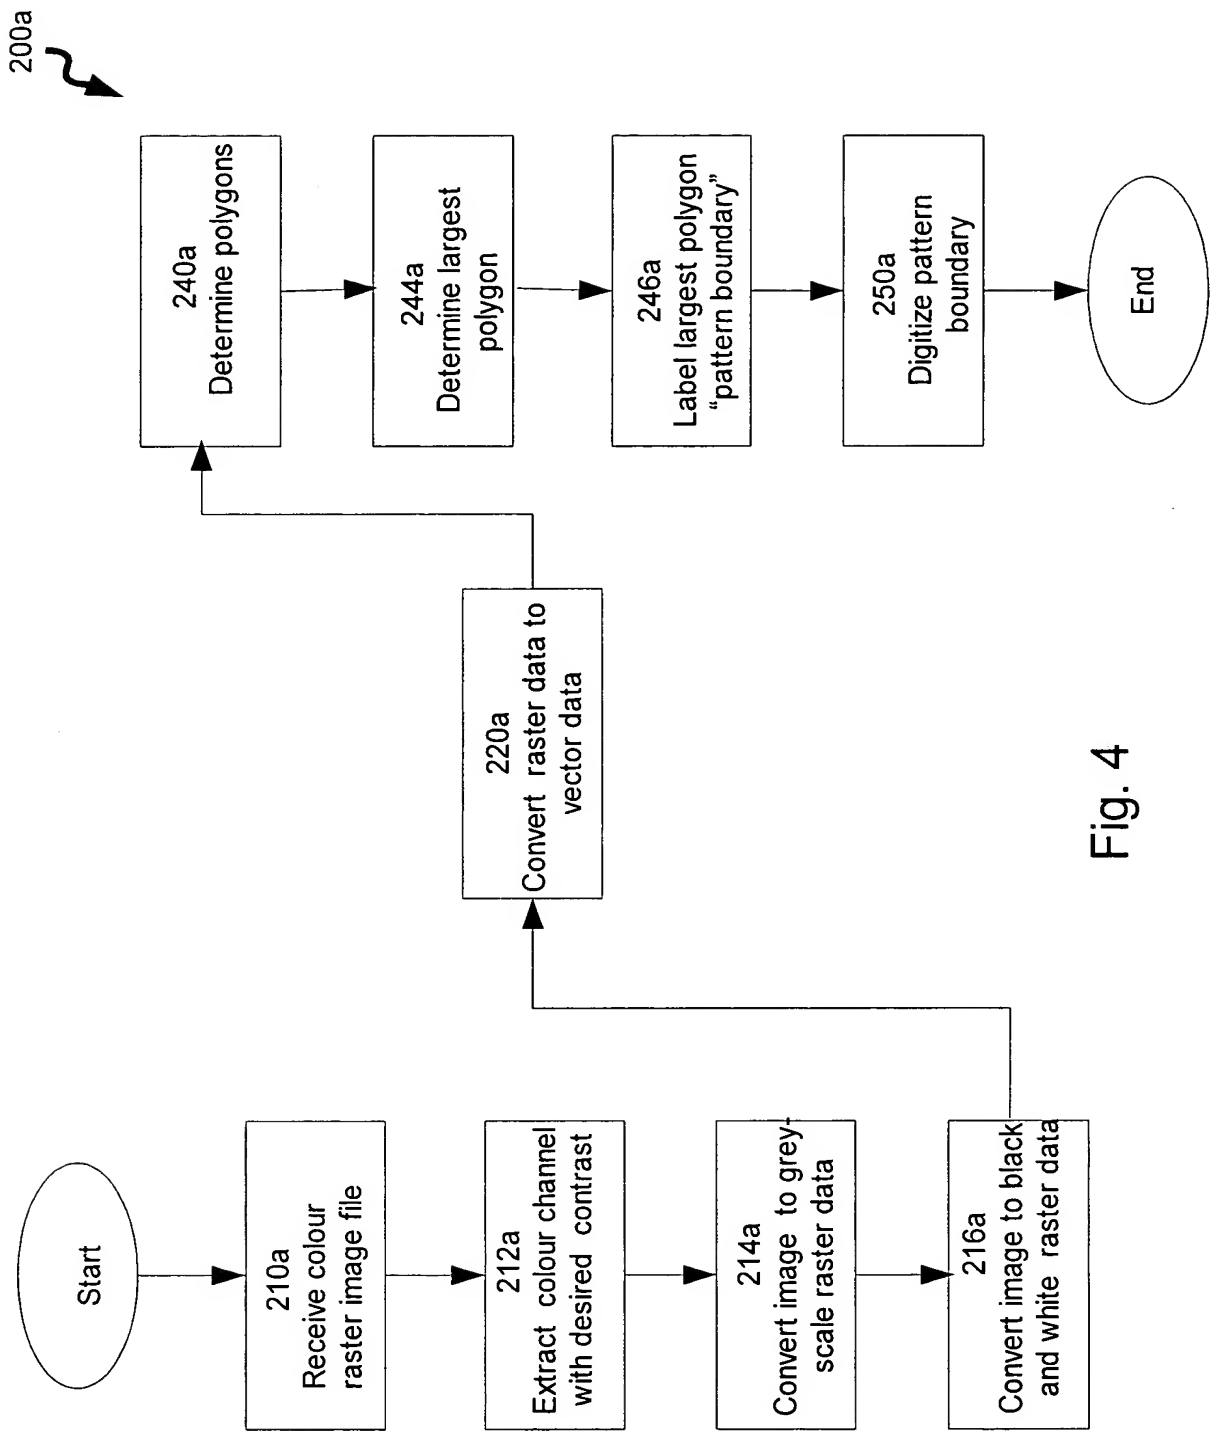 200a
Start
210a
Receive colour
raster image file
212a
Extract colour channel
with desired contrast
214a
Convert image to grey-
scale raster data
216a
Convert image to black
and white raster data
220a
Convert raster data to
vector data
240a
Determine polygons
244a
Determine largest
polygon
246a
Label largest polygon
“pattern boundary”
250a
Digitize pattern
boundary
End
Fig. 4